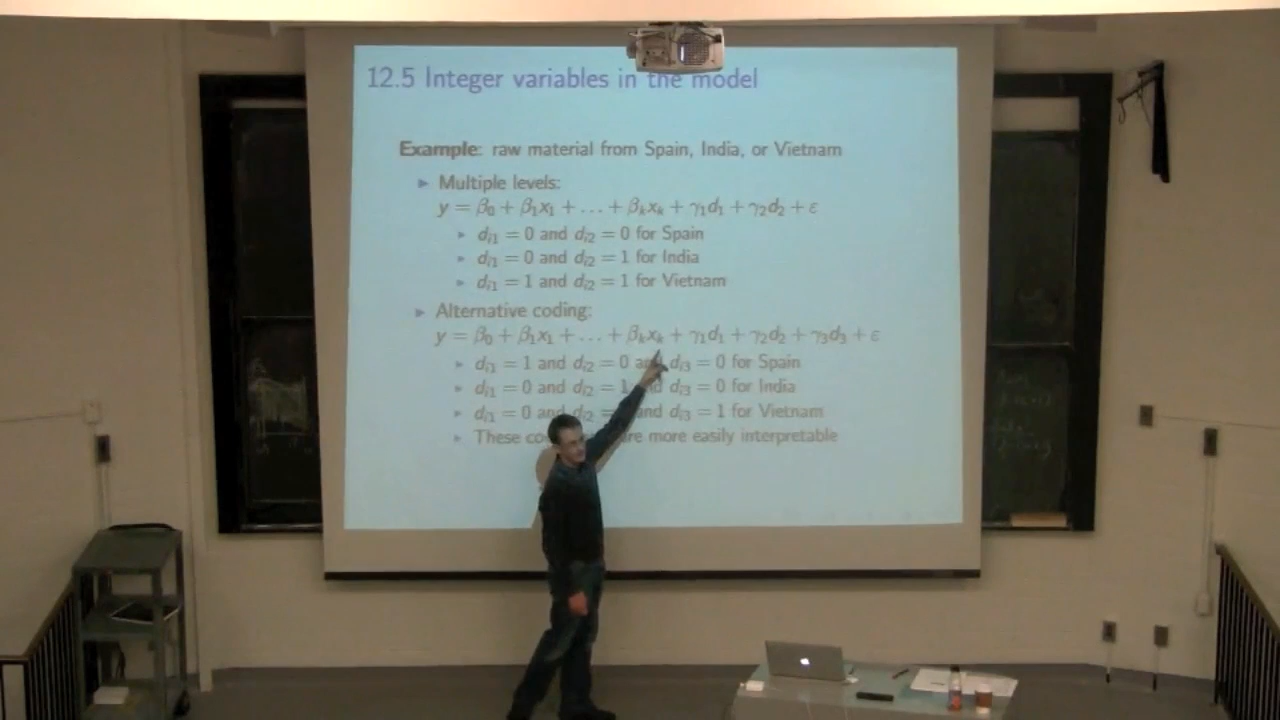 12.5 Integer variables in the model
Example: raw material from Spain, India, or Vietnam
▶ Multiple levels:
y = β₀ + β₁x₁ + … + βₖxₖ + γ₁d₁ + γ₂d₂ + ε
▶ dᵢ₁ = 0 and dᵢ₂ = 0 for Spain
▶ dᵢ₁ = 0 and dᵢ₂ = 1 for India
▶ dᵢ₁ = 1 and dᵢ₂ = 1 for Vietnam
▶ Alternative coding:
y = β₀ + β₁x₁ + … + βₖxₖ + γ₁d₁ + γ₂d₂ + γ₃d₃ + ε
▶ dᵢ₁ = 1 and dᵢ₂ = 0 and dᵢ₃ = 0 for Spain
▶ dᵢ₁ = 0 and dᵢ₂ = 1 and dᵢ₃ = 0 for India
▶ dᵢ₁ = 0 and dᵢ₂ = and dᵢ₃ = 1 for Vietnam
▶ These are more easily interpretable